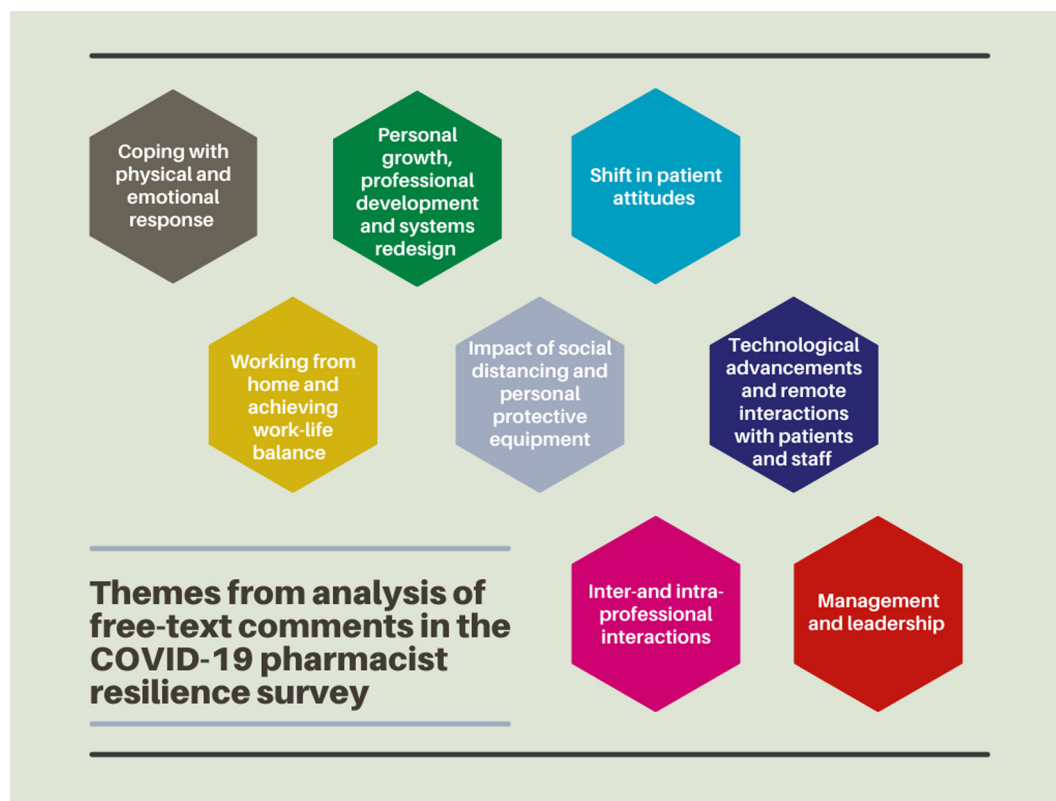 Coping with
physical and
emotional
response
Personal
growth,
professional
development
and systems
redesign
Shift in patient
attitudes
Working from
home and
achieving
work-life
balance
Impact of social
distancing and
personal
protective
equipment
Technological
advancements
and remote
interactions
with patients
and staff
Inter-and intra-
professional
interactions
Management
and leadership
Themes from analysis of
free-text comments in the
COVID-19 pharmacist
resilience survey